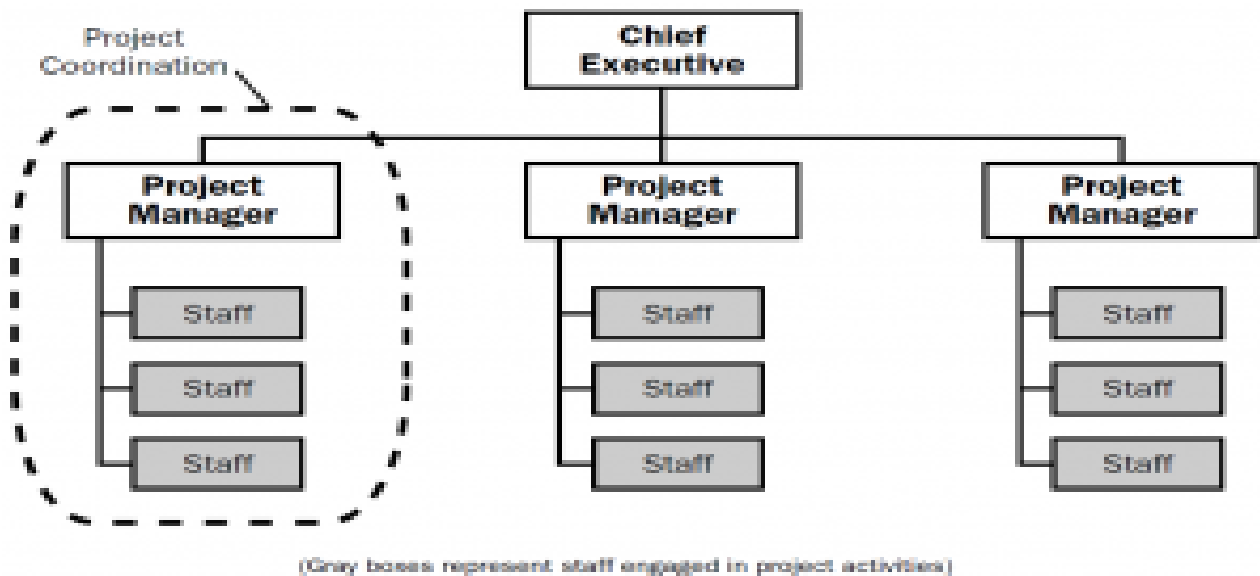 Project
Coordination
Chief
Executive
Project
Manager
Project
Manager
Project
Manager
Staff
Staff
Staff
Staff
Staff
Staff
Staff
Staff
Staff
(Gray boxes represent staff engaged in project activities)